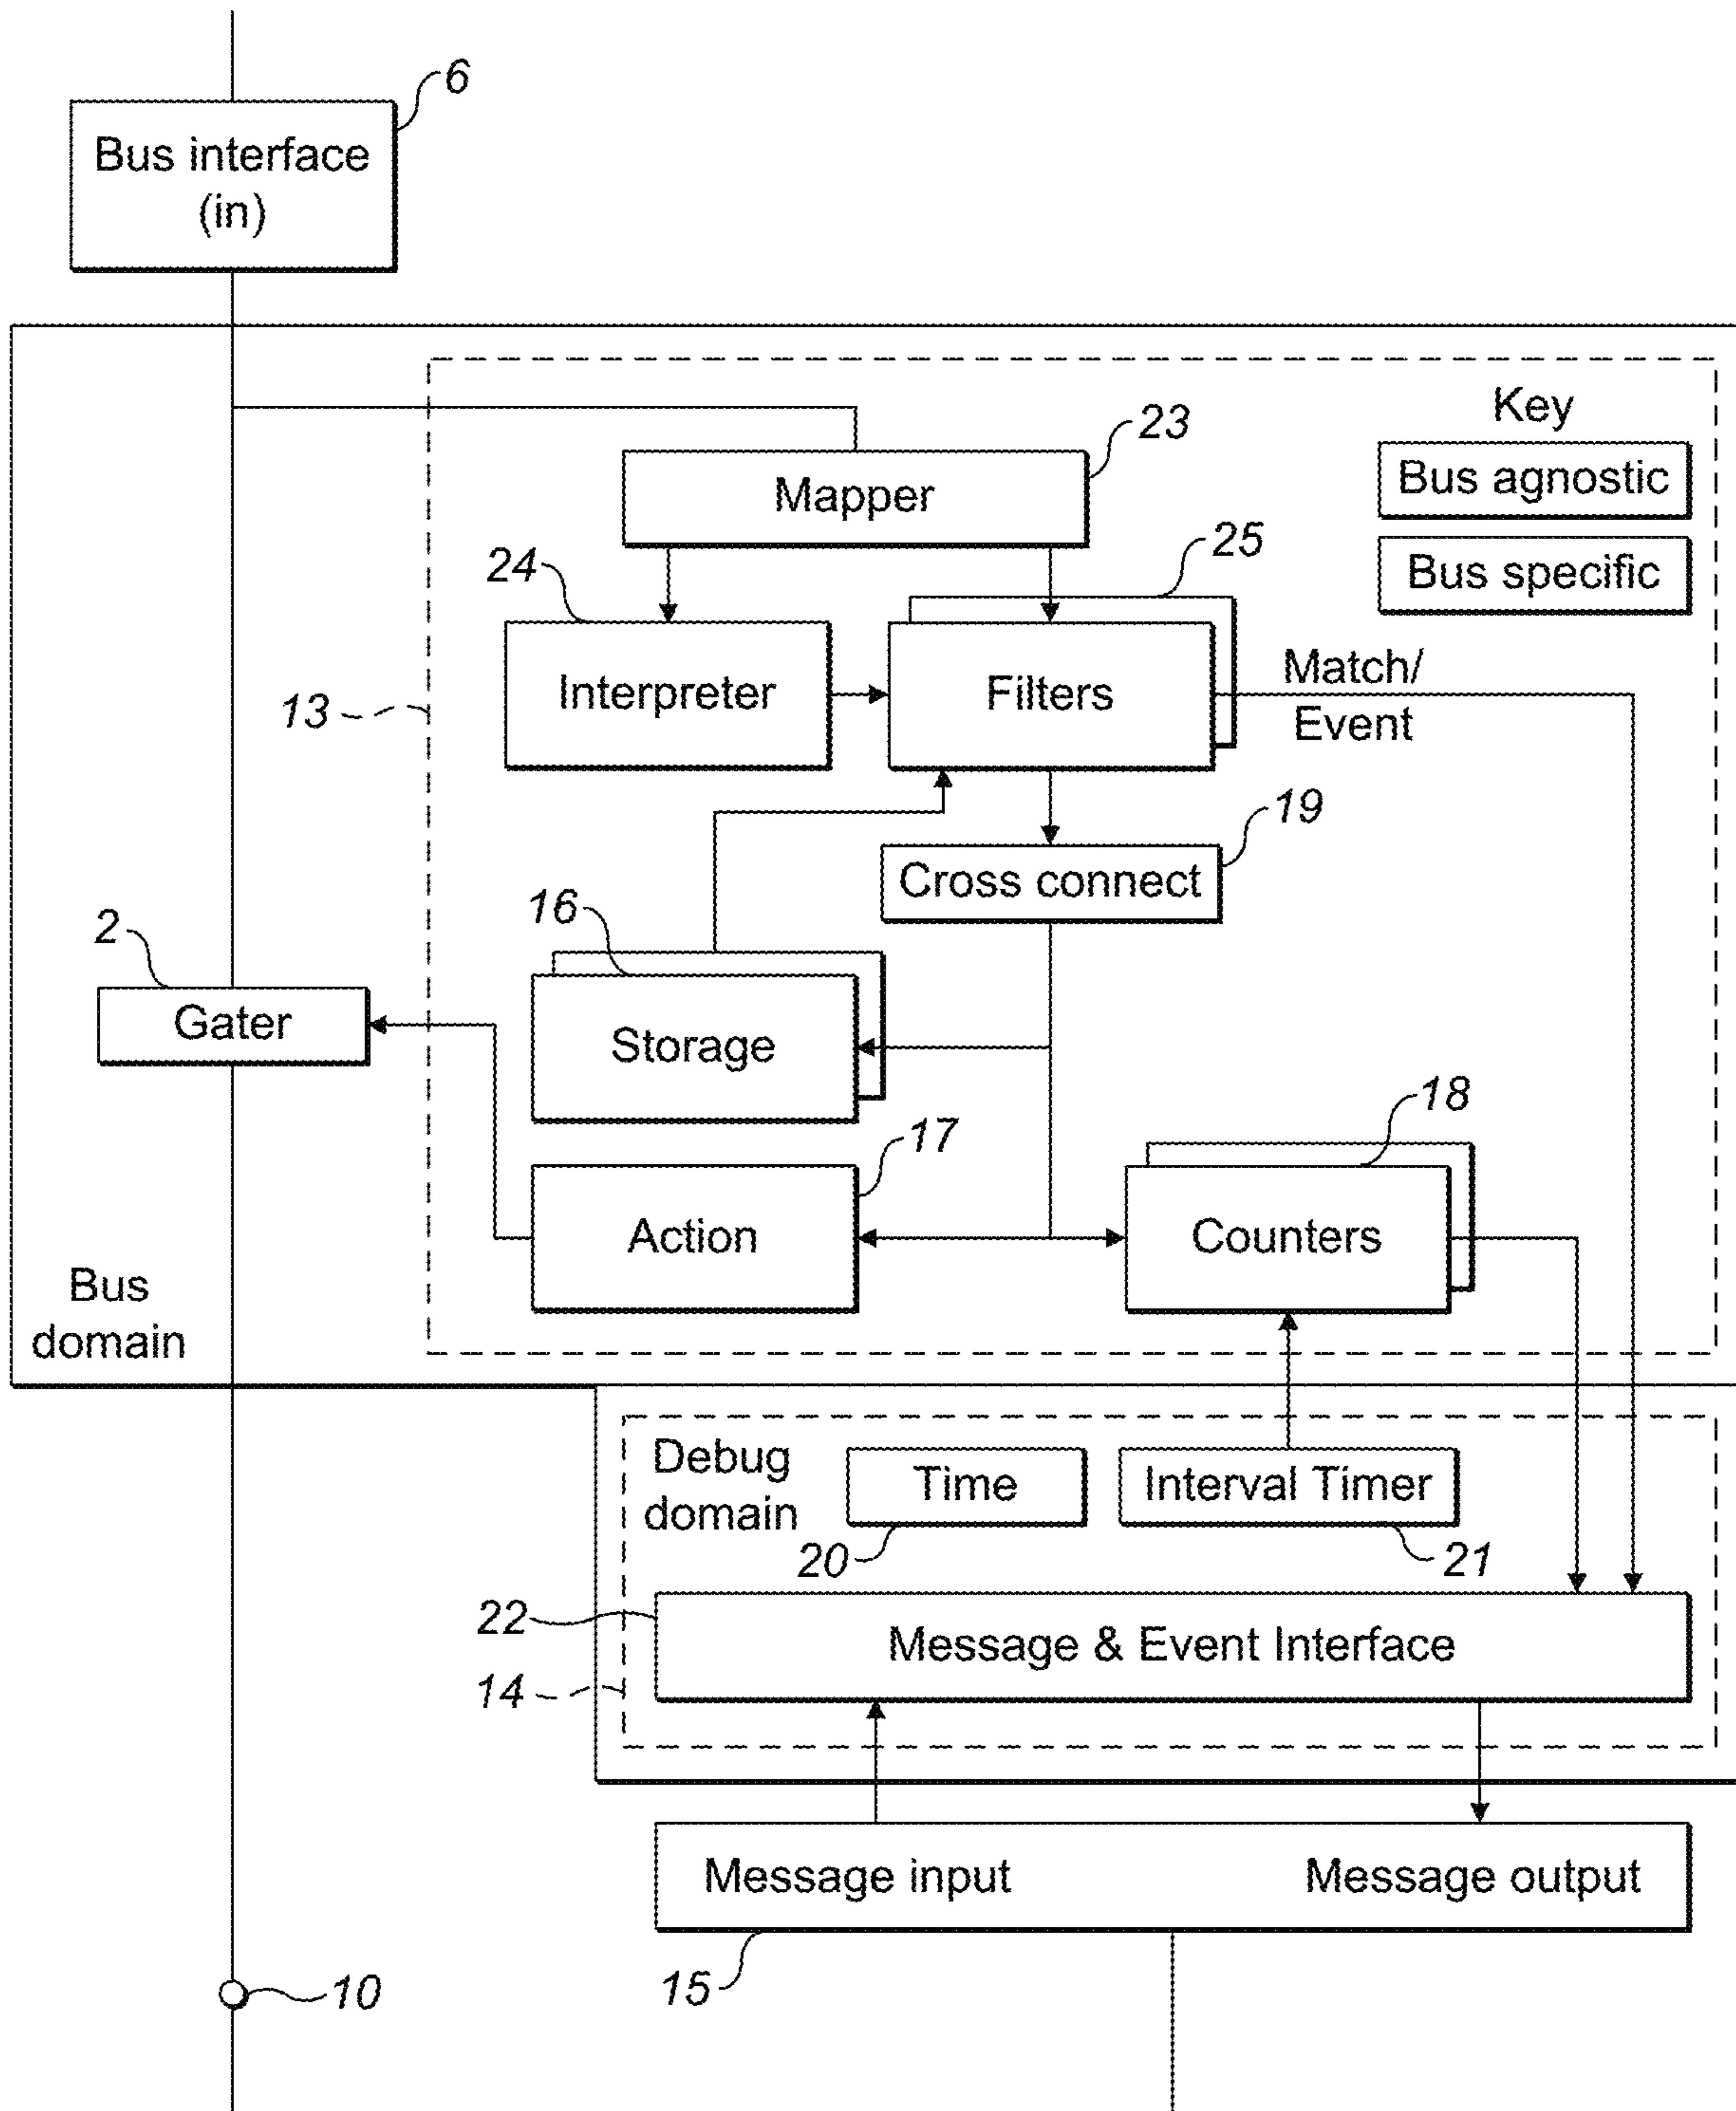 6
Bus interface
(in)
Key
23
Bus agnostic
Mapper
25
24
Bus specific
Match/
Interpreter
Filters
13
Event
19
Cross connect
16
2
Gater
Storage
18
17
Action
Counters
Bus
domain
Debug
domain
Time
Interval Timer
20
21
22
Message & Event Interface
14
Message input
Message output
15
10